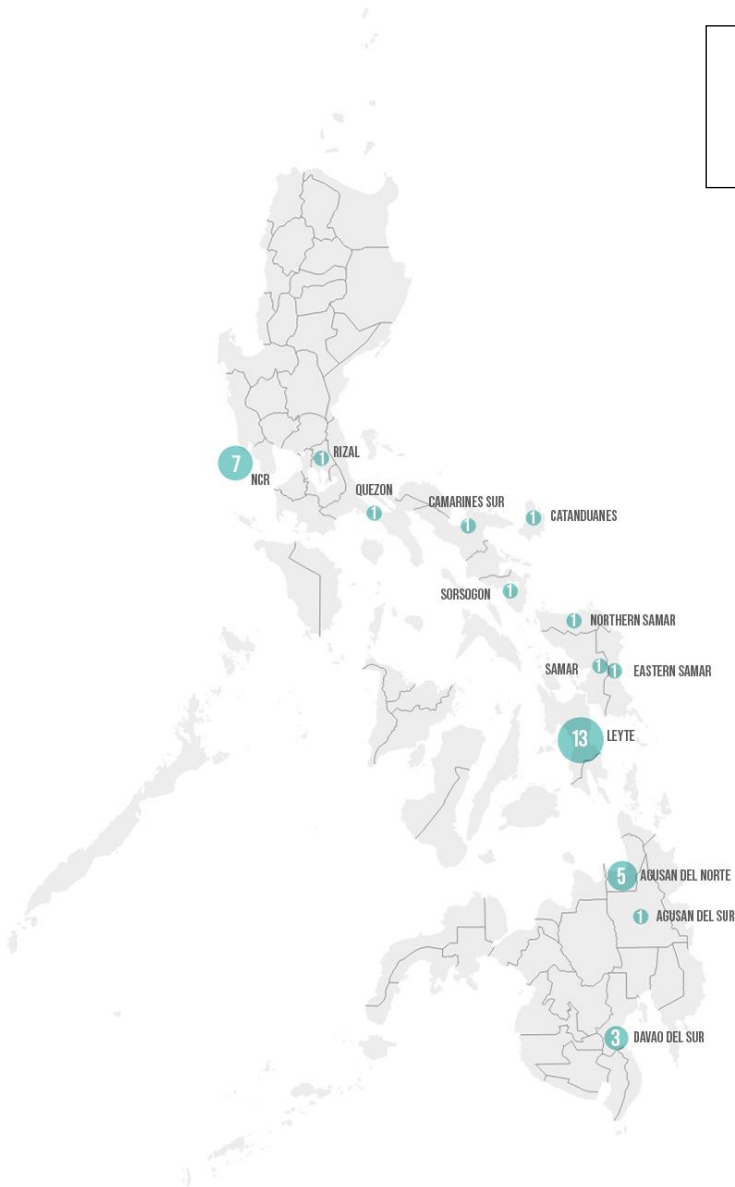 1 RIZAL
7 NCR
QUEZON
1
CAMARINES SUR
1
1 CATANDUANES
SORSOGON 1
1 NORTHERN SAMAR
SAMAR 1
1 EASTERN SAMAR
13 LEYTE
5 AGUSAN DEL NORTE
1 AGUSAN DEL SUR
3 DAVAO DEL SUR